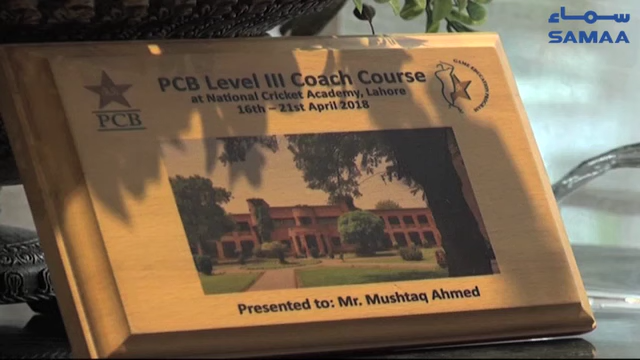 سماء
SAMAA
PCB Level III Coach Course
at National Cricket Academy, Lahore
16th – 21st April 2018
PCB
Presented to: Mr. Mushtaq Ahmed